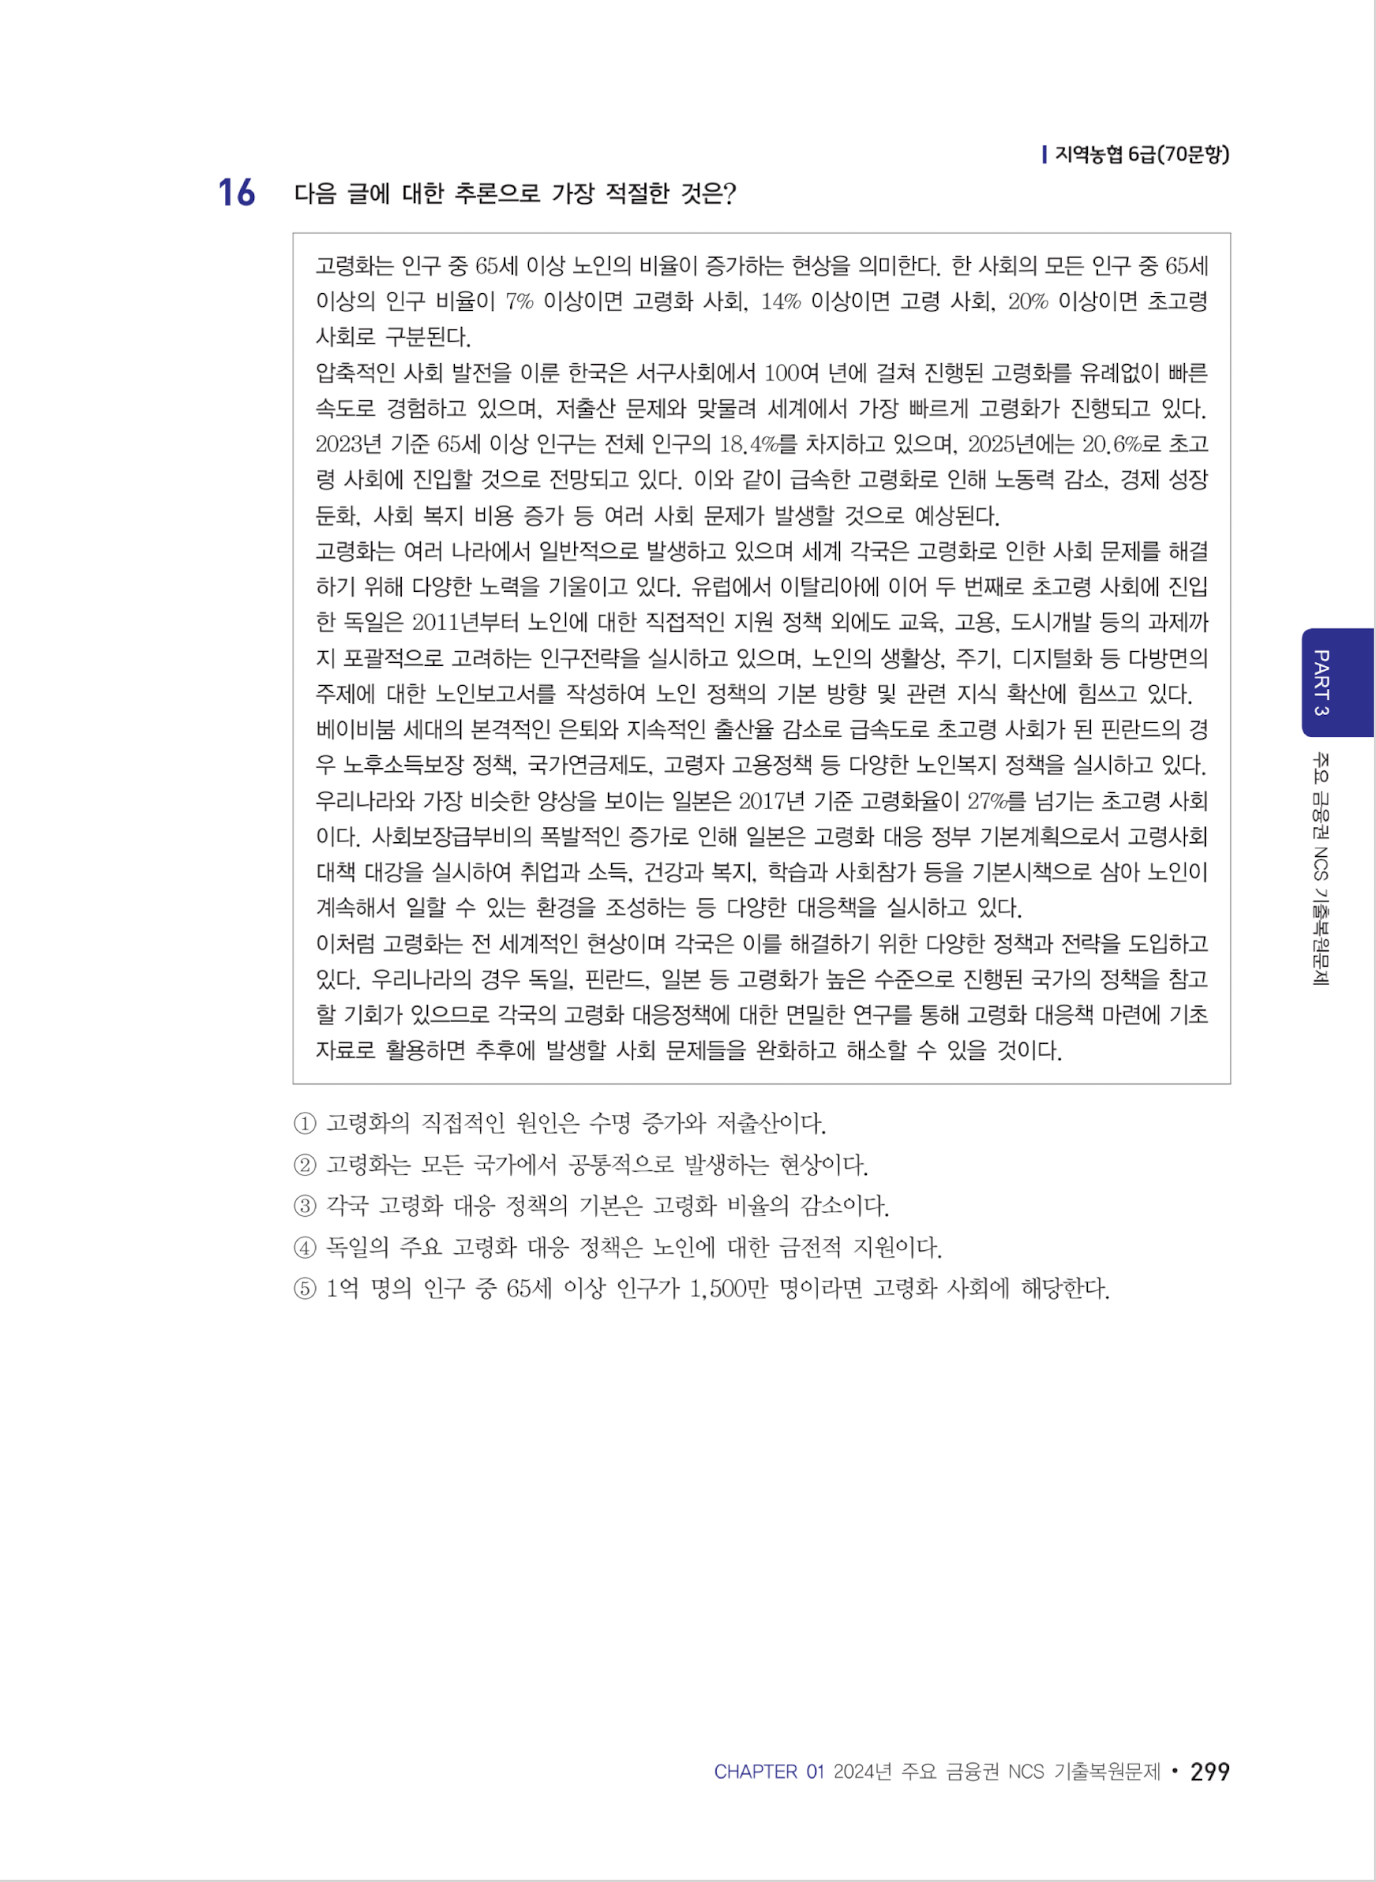 지역농협 6급(70문항)
16 다음 글에 대한 추론으로 가장 적절한 것은?
고령화는 인구 중 65세 이상 노인의 비율이 증가하는 현상을 의미한다. 한 사회의 모든 인구 중 65세
이상의 인구 비율이 7% 이상이면 고령화 사회, 14% 이상이면 고령 사회, 20% 이상이면 초고령
사회로 구분된다.
압축적인 사회 발전을 이룬 한국은 서구사회에서 100여 년에 걸쳐 진행된 고령화를 유례없이 빠른
속도로 경험하고 있으며, 저출산 문제와 맞물려 세계에서 가장 빠르게 고령화가 진행되고 있다.
2023년 기준 65세 이상 인구는 전체 인구의 18.4%를 차지하고 있으며, 2025년에는 20.6%로 초고
령 사회에 진입할 것으로 전망되고 있다. 이와 같이 급속한 고령화로 인해 노동력 감소, 경제 성장
둔화, 사회 복지 비용 증가 등 여러 사회 문제가 발생할 것으로 예상된다.
고령화는 여러 나라에서 일반적으로 발생하고 있으며 세계 각국은 고령화로 인한 사회 문제를 해결
하기 위해 다양한 노력을 기울이고 있다. 유럽에서 이탈리아에 이어 두 번째로 초고령 사회에 진입
한 독일은 2011년부터 노인에 대한 직접적인 지원 정책 외에도 교육, 고용, 도시개발 등의 과제까
지 포괄적으로 고려하는 인구전략을 실시하고 있으며, 노인의 생활상, 주기, 디지털화 등 다방면의
주제에 대한 노인보고서를 작성하여 노인 정책의 기본 방향 및 관련 지식 확산에 힘쓰고 있다.
베이비붐 세대의 본격적인 은퇴와 지속적인 출산율 감소로 급속도로 초고령 사회가 된 핀란드의 경
우 노후소득보장 정책, 국가연금제도, 고령자 고용정책 등 다양한 노인복지 정책을 실시하고 있다.
우리나라와 가장 비슷한 양상을 보이는 일본은 2017년 기준 고령화율이 27%를 넘기는 초고령 사회
이다. 사회보장급부비의 폭발적인 증가로 인해 일본은 고령화 대응 정부 기본계획으로서 고령사회
대책 대강을 실시하여 취업과 소득, 건강과 복지, 학습과 사회참가 등을 기본시책으로 삼아 노인이
계속해서 일할 수 있는 환경을 조성하는 등 다양한 대응책을 실시하고 있다.
이처럼 고령화는 전 세계적인 현상이며 각국은 이를 해결하기 위한 다양한 정책과 전략을 도입하고
있다. 우리나라의 경우 독일, 핀란드, 일본 등 고령화가 높은 수준으로 진행된 국가의 정책을 참고
할 기회가 있으므로 각국의 고령화 대응정책에 대한 면밀한 연구를 통해 고령화 대응책 마련에 기초
자료로 활용하면 추후에 발생할 사회 문제들을 완화하고 해소할 수 있을 것이다.
① 고령화의 직접적인 원인은 수명 증가와 저출산이다.
② 고령화는 모든 국가에서 공통적으로 발생하는 현상이다.
③ 각국 고령화 대응 정책의 기본은 고령화 비율의 감소이다.
④ 독일의 주요 고령화 대응 정책은 노인에 대한 금전적 지원이다.
⑤ 1억 명의 인구 중 65세 이상 인구가 1,500만 명이라면 고령화 사회에 해당한다.
PART 3
주요 금융권 NCS 기출복원문제
CHAPTER 01 2024년 주요 금융권 NCS 기출복원문제 • 299